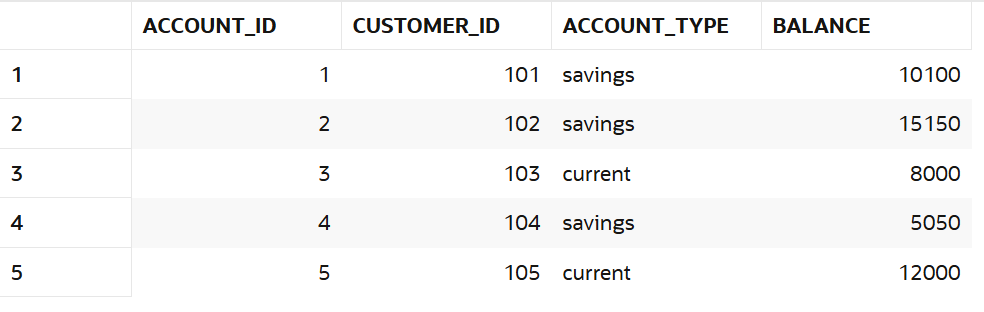 ACCOUNT_ID CUSTOMER_ID ACCOUNT_TYPE BALANCE
1 1 101 savings 10100
2 2 102 savings 15150
3 3 103 current 8000
4 4 104 savings 5050
5 5 105 current 12000